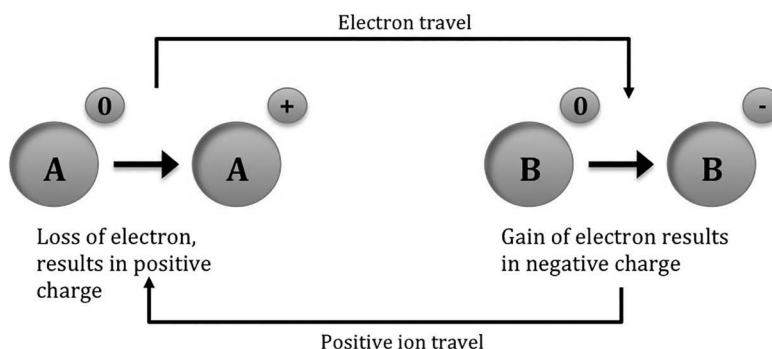 Electron travel
0
+
0
-
A
A
B
B
Loss of electron,
results in positive
charge
Gain of electron results
in negative charge
Positive ion travel